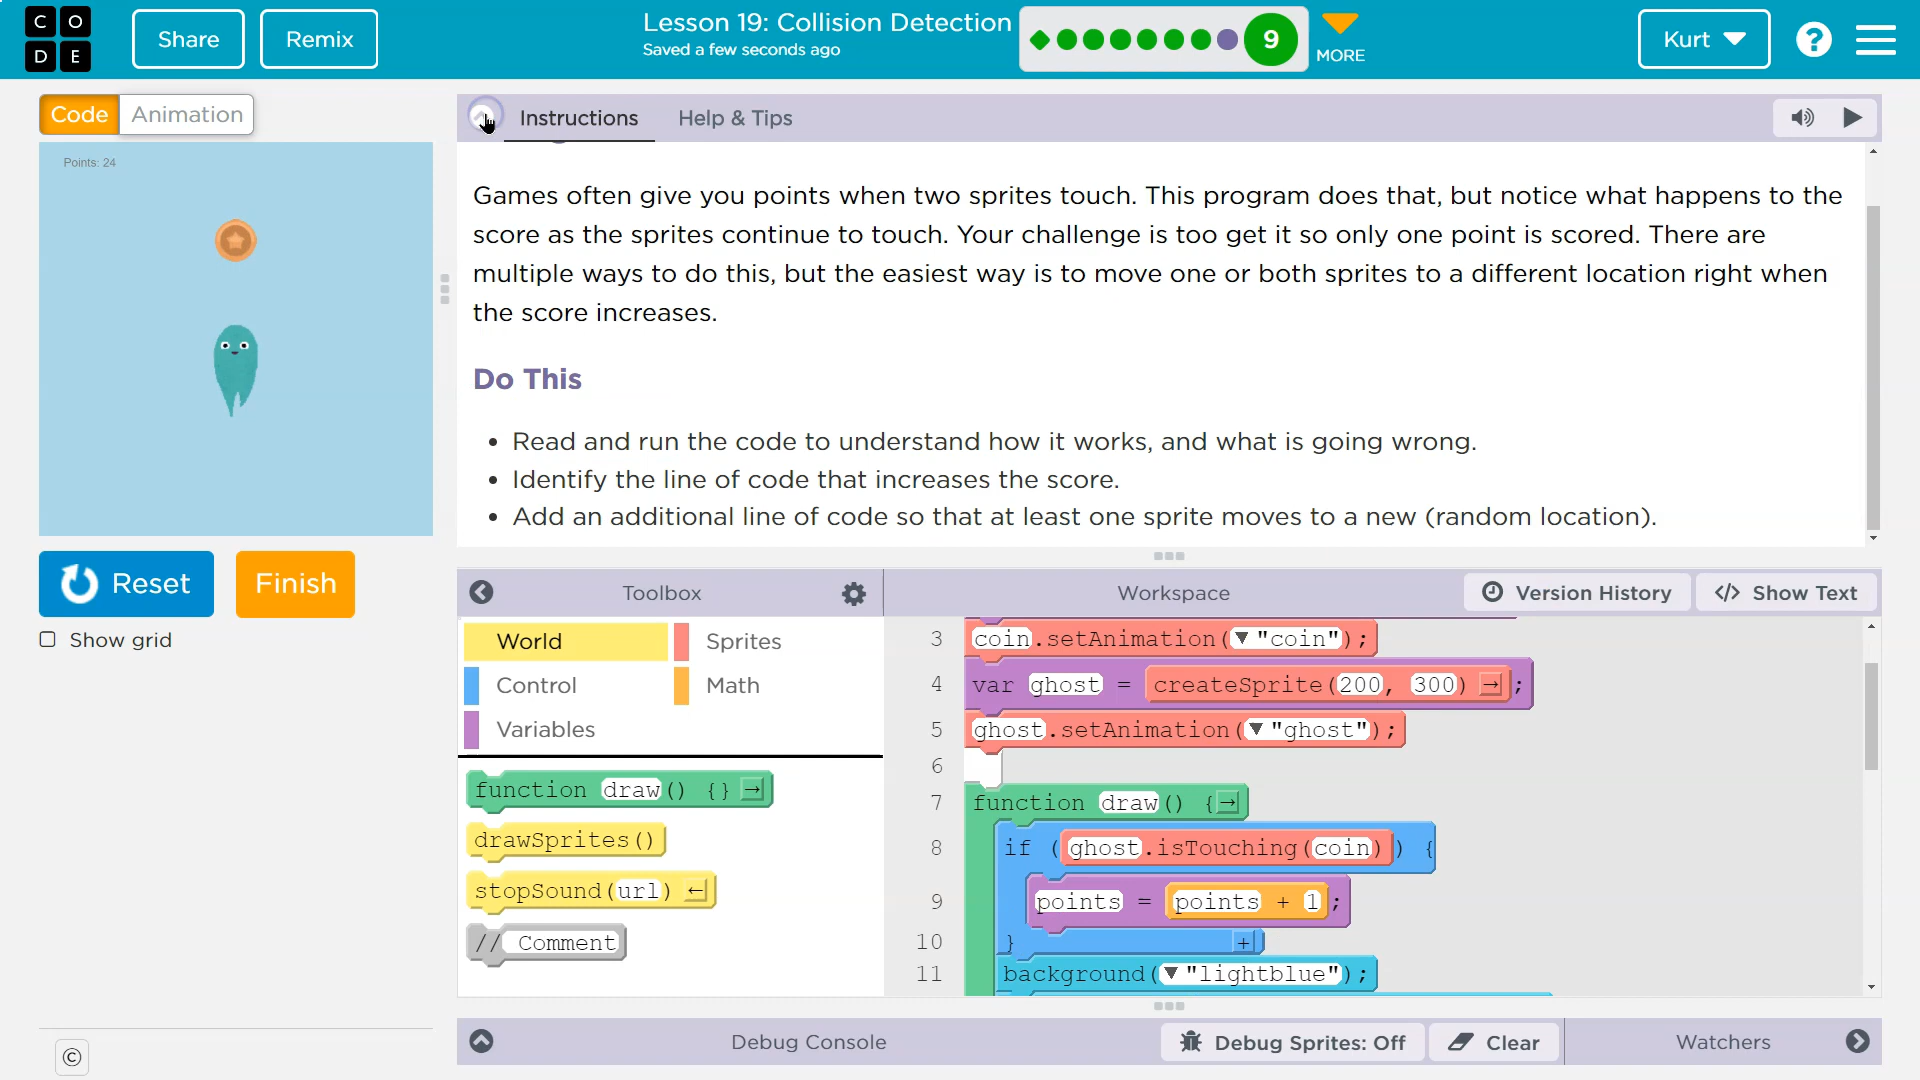 C O
D E
Share
Remix
Lesson 19: Collision Detection
Saved a few seconds ago
9
MORE
Kurt
?
Code
Animation
Instructions
Help & Tips
Points: 24
Games often give you points when two sprites touch. This program does that, but notice what happens to the
score as the sprites continue to touch. Your challenge is too get it so only one point is scored. There are
multiple ways to do this, but the easiest way is to move one or both sprites to a different location right when
the score increases.
Do This
• Read and run the code to understand how it works, and what is going wrong.
• Identify the line of code that increases the score.
• Add an additional line of code so that at least one sprite moves to a new (random location).
Reset
Finish
Show grid
Toolbox
Workspace
Version History
</> Show Text
World
Sprites
Control
Math
Variables
function draw() {} →
drawSprites()
stopSound(url) ←
// Comment
3 coin.setAnimation(▼ "coin");
4 var ghost = createSprite(200, 300) → ;
5 ghost.setAnimation(▼ "ghost");
6
7 function draw() { →
8 if (ghost.isTouching(coin)) {
9 points = points + 1;
10 } +
11 background(▼ "lightblue");
Debug Console
Debug Sprites: Off
Clear
Watchers
©